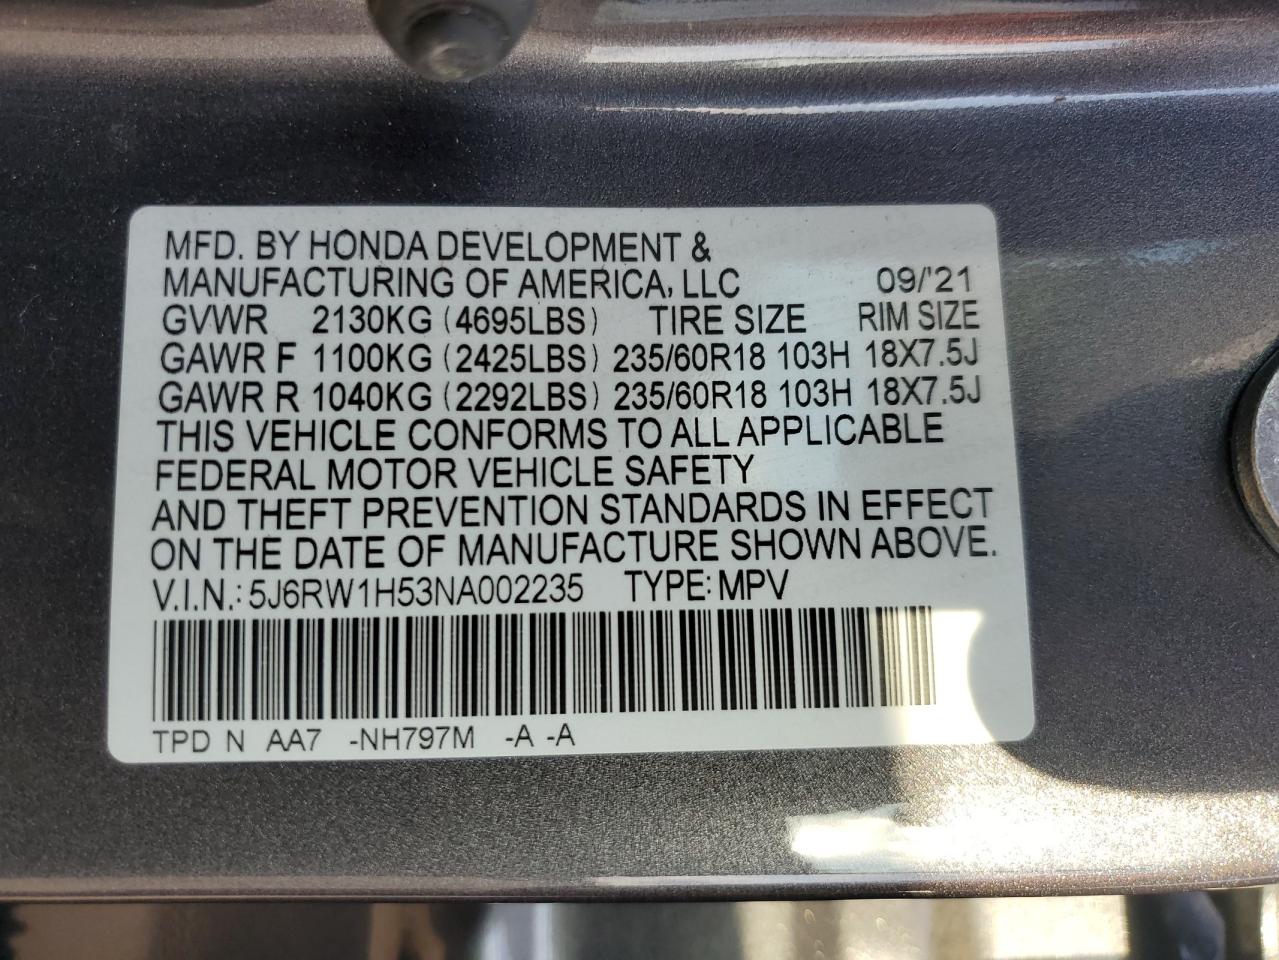 MFD. BY HONDA DEVELOPMENT &
MANUFACTURING OF AMERICA, LLC 09/'21
GVWR 2130KG (4695LBS) TIRE SIZE RIM SIZE
GAWR F 1100KG (2425LBS) 235/60R18 103H 18X7.5J
GAWR R 1040KG (2292LBS) 235/60R18 103H 18X7.5J
THIS VEHICLE CONFORMS TO ALL APPLICABLE
FEDERAL MOTOR VEHICLE SAFETY
AND THEFT PREVENTION STANDARDS IN EFFECT
ON THE DATE OF MANUFACTURE SHOWN ABOVE.
V.I.N.: 5J6RW1H53NA002235 TYPE: MPV
TPD N AA7 -NH797M -A -A